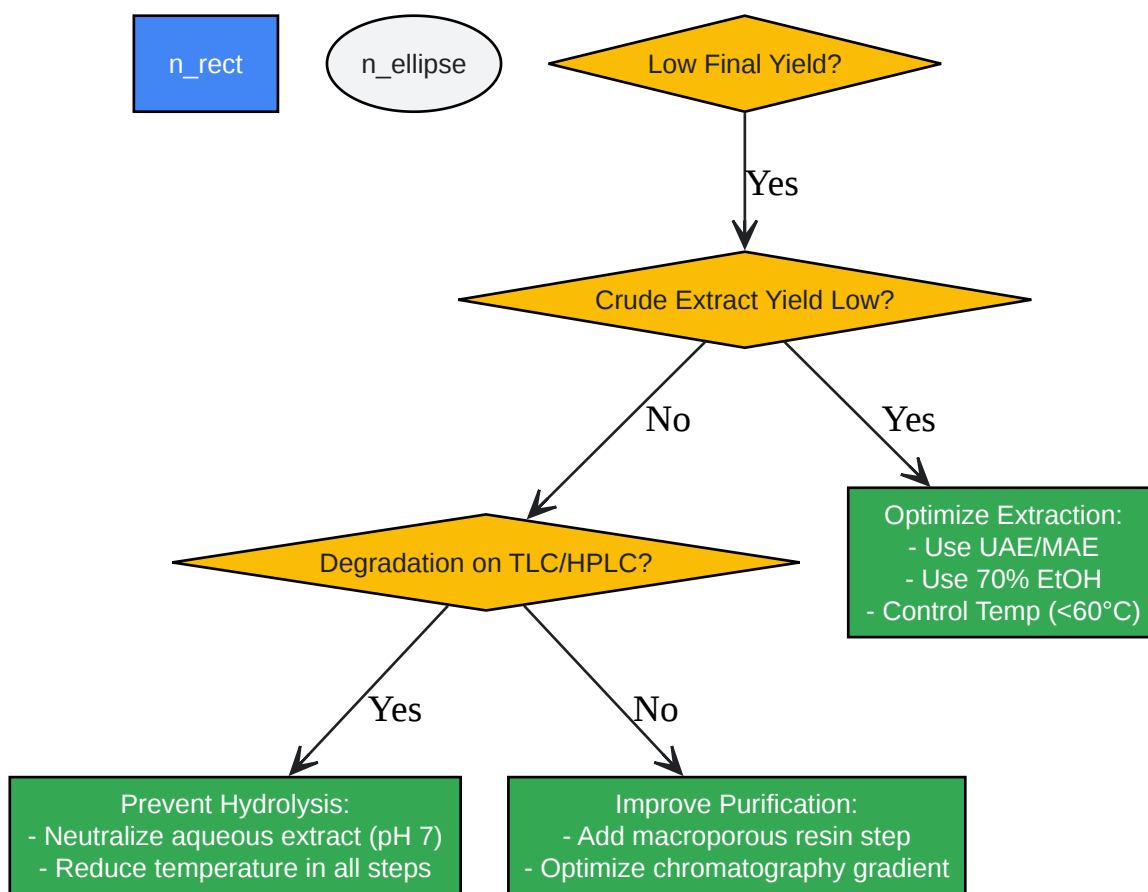 n_rect
n_ellipse
Low Final Yield?
Yes
Crude Extract Yield Low?
No
Yes
Optimize Extraction:
- Use UAE/MAE
- Use 70% EtOH
- Control Temp (<60°C)
Degradation on TLC/HPLC?
Yes
No
Prevent Hydrolysis:
- Neutralize aqueous extract (pH 7)
- Reduce temperature in all steps
Improve Purification:
- Add macroporous resin step
- Optimize chromatography gradient